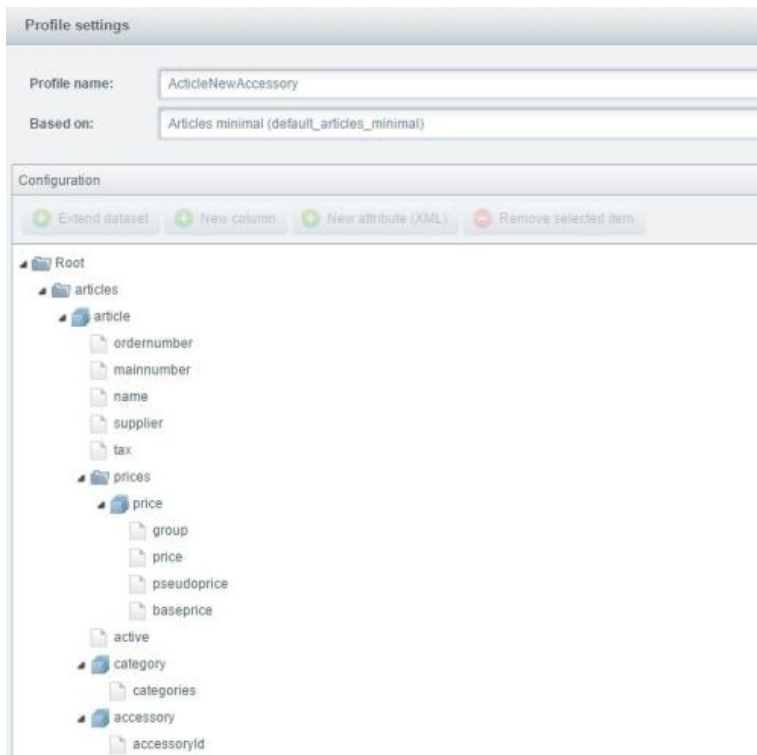 Profile settings
Profile name: ActicleNewAccessory
Based on: Articles minimal (default_articles_minimal)
Configuration
Extend dataset New column New attribute (XML) Remove selected item
Root
articles
article
ordernumber
mainnumber
name
supplier
tax
prices
price
group
price
pseudoprice
baseprice
active
category
categories
accessory
accessoryId